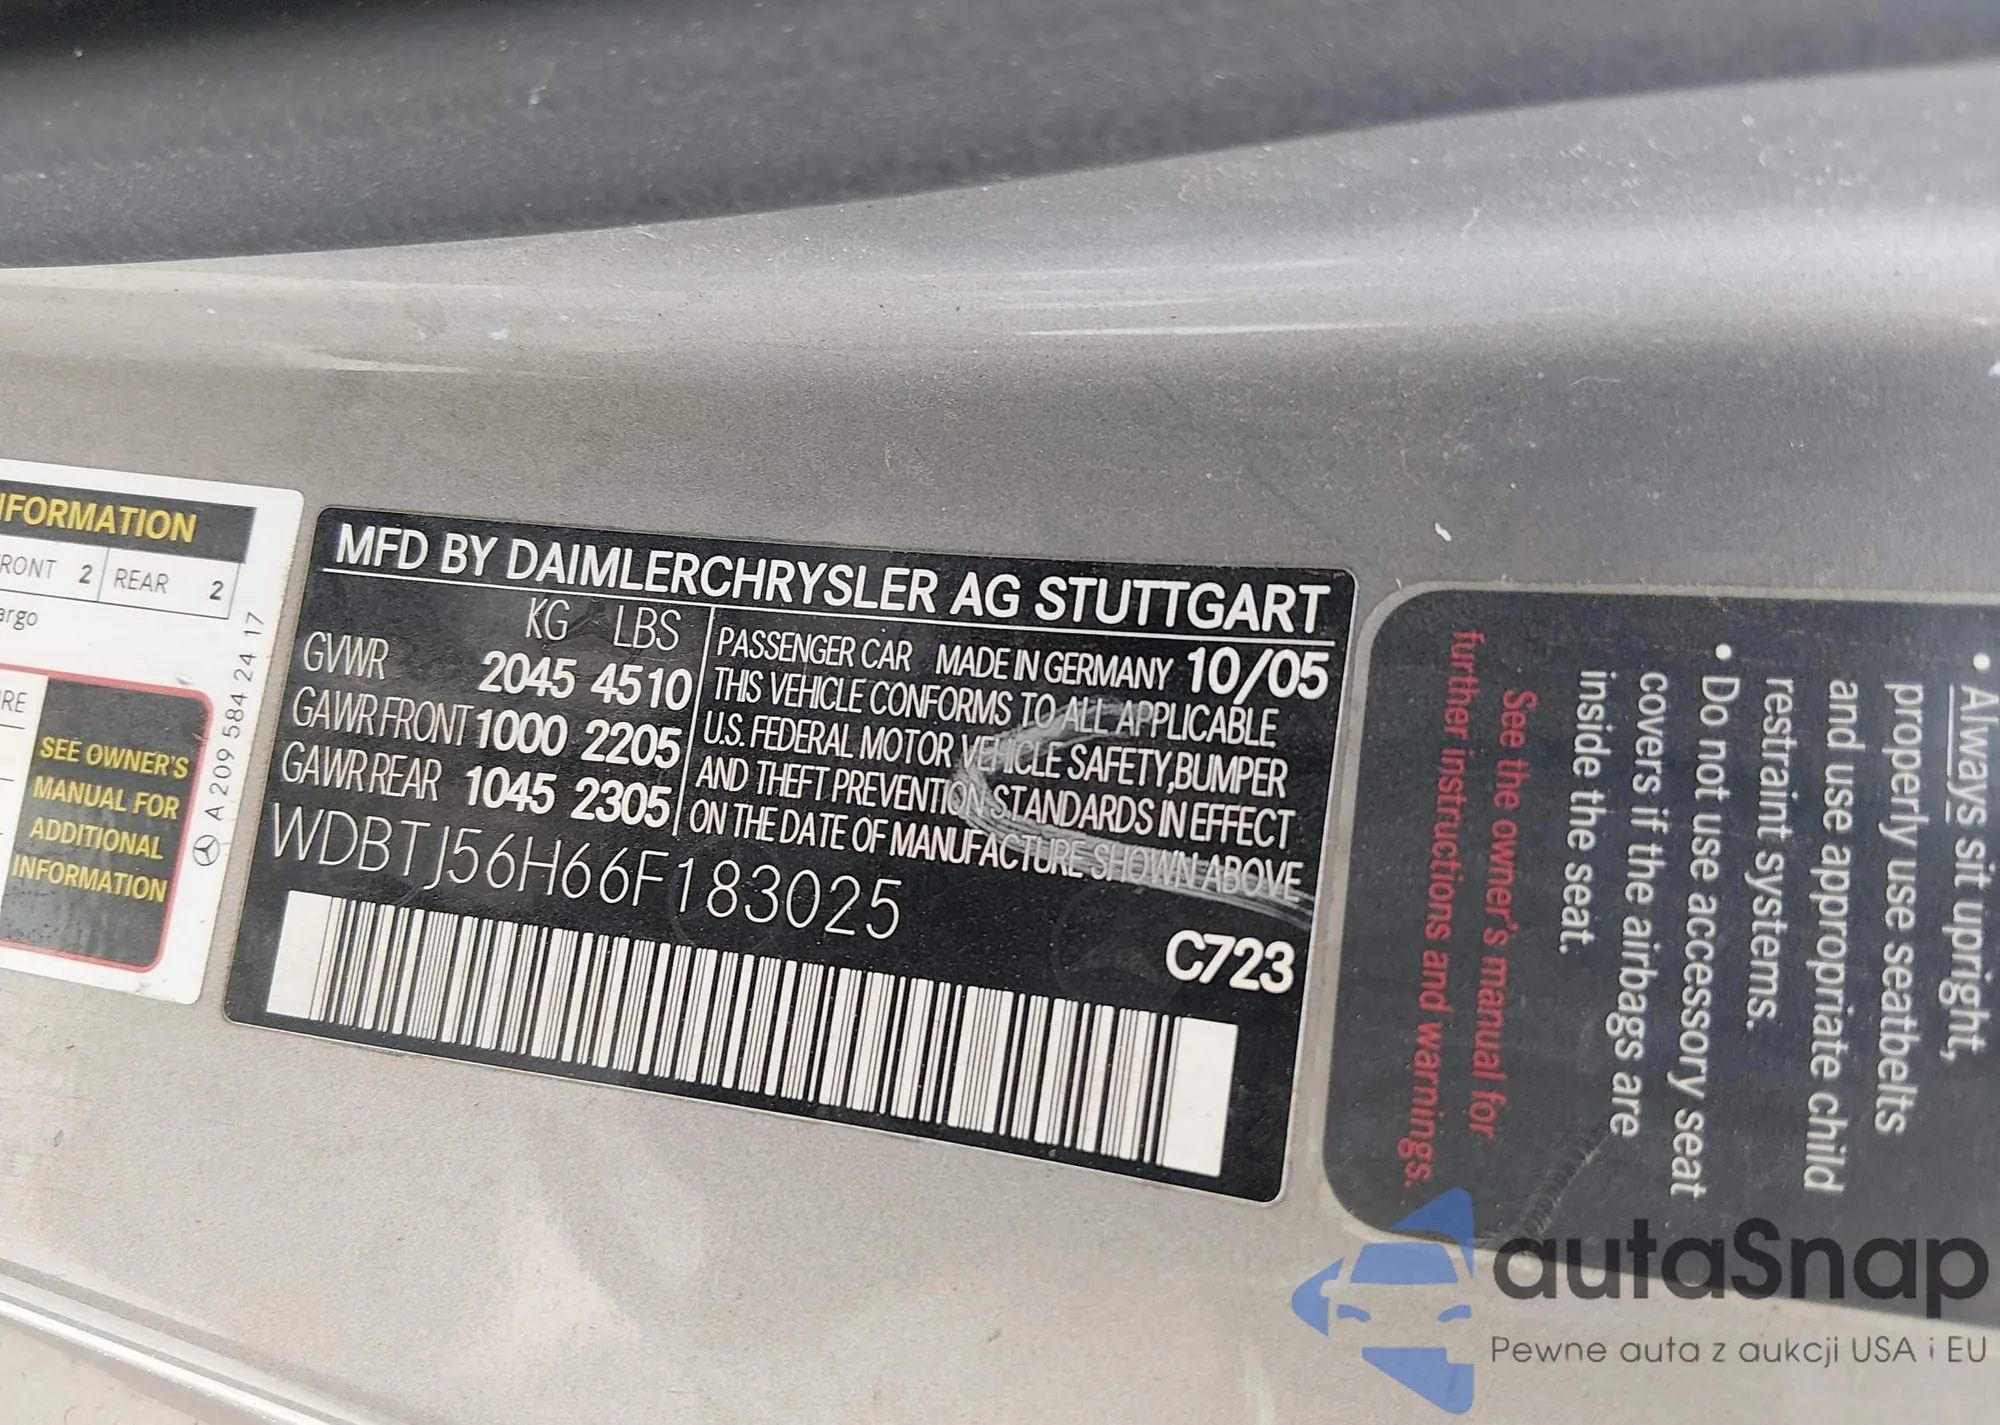 NFORMATION
RONT 2 REAR 2
argo
RE
SEE OWNER'S
MANUAL FOR
ADDITIONAL
INFORMATION
A 209 584 24 17
MFD BY DAIMLERCHRYSLER AG STUTTGART
KG LBS
GVWR 2045 4510
GAWR FRONT 1000 2205
GAWR REAR 1045 2305
PASSENGER CAR MADE IN GERMANY 10/05
THIS VEHICLE CONFORMS TO ALL APPLICABLE
U.S. FEDERAL MOTOR VEHICLE SAFETY, BUMPER
AND THEFT PREVENTION STANDARDS IN EFFECT
ON THE DATE OF MANUFACTURE SHOWN ABOVE
WDBTJ56H66F183025
C723
• Always sit upright,
properly use seatbelts
and use appropriate child
restraint systems.
• Do not use accessory seat
covers if the airbags are
inside the seat.
See the owner's manual for
further instructions and warnings.
autaSnap
Pewne auta z aukcji USA i EU